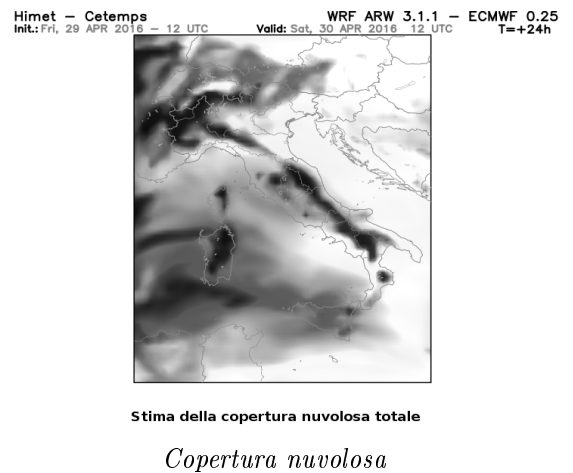 Himet – Cetemps WRF ARW 3.1.1 – ECMWF 0.25
Init.: Fri, 29 APR 2016 – 12 UTC Valid: Sat, 30 APR 2016 12 UTC T=+24h
Stima della copertura nuvolosa totale
Copertura nuvolosa